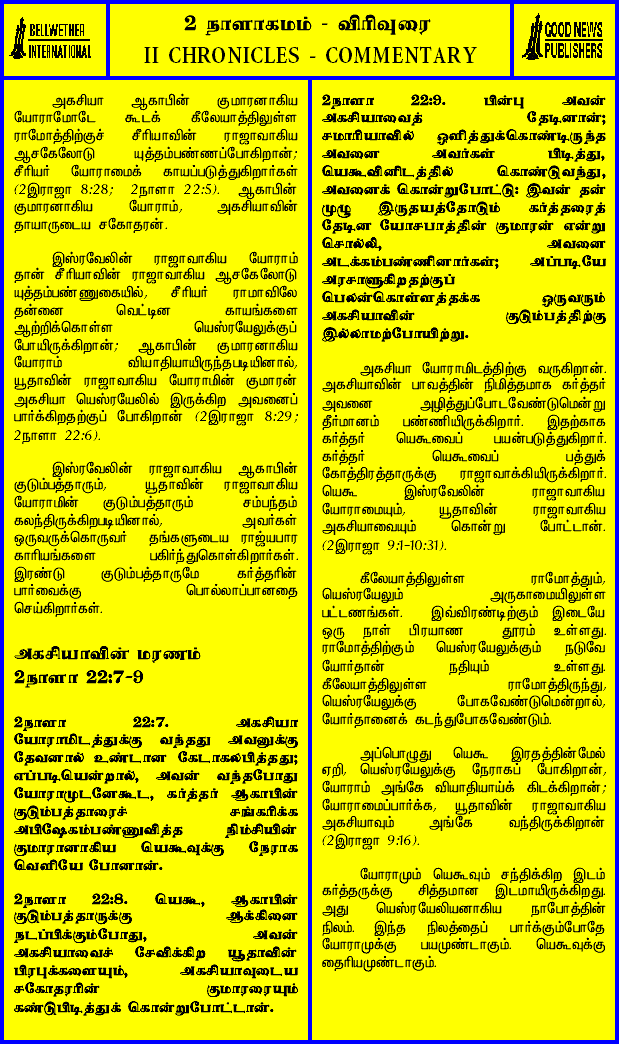 BELLWETHER
INTERNATIONAL
2 நாளாகமம் - விரிவுரை
II CHRONICLES - COMMENTARY
GOOD NEWS
PUBLISHERS
அகசியா ஆகாபின் குமாரனாகிய
யோராமோடே கூடக் கீலேயாத்திலுள்ள
ராமோத்திற்குச் சீரியாவின் ராஜாவாகிய
ஆசகேலோடு யுத்தம்பண்ணப்போகிறான்;
சீரியர் யோராமைக் காயப்படுத்துகிறார்கள்
(2இராஜா 8:28; 2நாளா 22:5). ஆகாபின்
குமாரனாகிய யோராம், அகசியாவின்
தாயாருடைய சகோதரன்.
இஸ்ரவேலின் ராஜாவாகிய யோராம்
தான் சீரியாவின் ராஜாவாகிய ஆசகேலோடு
யுத்தம்பண்ணுகையில், சீரியர் ராமாவிலே
தன்னை வெட்டின காயங்களை
ஆற்றிக்கொள்ள யெஸ்ரயேலுக்குப்
போயிருக்கிறான்; ஆகாபின் குமாரனாகிய
யோராம் வியாதியாயிருந்தபடியினால்,
யூதாவின் ராஜாவாகிய யோராமின் குமாரன்
அகசியா யெஸ்ரயேலில் இருக்கிற அவனைப்
பார்க்கிறதற்குப் போகிறான் (2இராஜா 8:29;
2நாளா 22:6).
இஸ்ரவேலின் ராஜாவாகிய ஆகாபின்
குடும்பத்தாரும், யூதாவின் ராஜாவாகிய
யோராமின் குடும்பத்தாரும் சம்பந்தம்
கலந்திருக்கிறபடியினால், அவர்கள்
ஒருவருக்கொருவர் தங்களுடைய ராஜ்யபார
காரியங்களை பகிர்ந்துகொள்கிறார்கள்.
இரண்டு குடும்பத்தாருமே கர்த்தரின்
பார்வைக்கு பொல்லாப்பானதை
செய்கிறார்கள்.
அகசியாவின் மரணம்
2நாளா 22:7-9
2நாளா 22:7. அகசியா
யோராமிடத்துக்கு வந்தது அவனுக்கு
தேவனால் உண்டான கேடாகலபித்தது;
எப்படியென்றால், அவன் வந்தபோது
யோராமுடனேகூட, கர்த்தர் ஆகாபின்
குடும்பத்தாரைச் சங்கரிக்க
அபிஷேகம்பண்ணுவித்த நிம்சியின்
குமாரனாகிய யெகூவுக்கு நேராக
வெளியே போனான்.
2நாளா 22:8. யெகூ, ஆகாபின்
குடும்பத்தாருக்கு ஆக்கினை
நடப்பிக்கும்போது, அவன்
அகசியாவைச் சேவிக்கிற யூதாவின்
பிரபுக்களையும், அகசியாவுடைய
சகோதரரின் குமாரரையும்
கண்டுபிடித்துக் கொன்றுபோட்டான்.
2நாளா 22:9. பின்பு அவன்
அகசியாவைத் தேடினான்;
சமாரியாவில் ஒளித்துக்கொண்டிருந்த
அவனை அவர்கள் பிடித்து,
யெகூவினிடத்தில் கொண்டுவந்து,
அவனைக் கொன்றுபோட்டு: இவன் தன்
முழு இருதயத்தோடும் கர்த்தரைத்
தேடின யோசபாத்தின் குமாரன் என்று
சொல்லி, அவனை
அடக்கம்பண்ணினார்கள்; அப்படியே
அரசாளுகிறதற்குப்
பெலன்கொள்ளத்தக்க ஒருவரும்
அகசியாவின் குடும்பத்திற்கு
இல்லாமற்போயிற்று.
அகசியா யோராமிடத்திற்கு வருகிறான்.
அகசியாவின் பாவத்தின் நிமித்தமாக கர்த்தர்
அவனை அழித்துப்போடவேண்டுமென்று
தீர்மானம் பண்ணியிருக்கிறார். இதற்காக
கர்த்தர் யெகூவைப் பயன்படுத்துகிறார்.
கர்த்தர் யெகூவைப் பத்துக்
கோத்திரத்தாருக்கு ராஜாவாக்கியிருக்கிறார்.
யெகூ இஸ்ரவேலின் ராஜாவாகிய
யோராமையும், யூதாவின் ராஜாவாகிய
அகசியாவையும் கொன்று போட்டான்.
(2இராஜா 9:1-10:31).
கீலேயாத்திலுள்ள ராமோத்தும்,
யெஸ்ரயேலும் அருகாமையிலுள்ள
பட்டணங்கள். இவ்விரண்டிற்கும் இடையே
ஒரு நாள் பிரயாண தூரம் உள்ளது.
ராமோத்திற்கும் யெஸ்ரயேலுக்கும் நடுவே
யோர்தான் நதியும் உள்ளது.
கீலேயாத்திலுள்ள ராமோத்திருந்து,
யெஸ்ரயேலுக்கு போகவேண்டுமென்றால்,
யோர்தானைக் கடந்துபோகவேண்டும்.
அப்பொழுது யெகூ இரதத்தின்மேல்
ஏறி, யெஸ்ரயேலுக்கு நேராகப் போகிறான்,
யோராம் அங்கே வியாதியாய்க் கிடக்கிறான்;
யோராமைப்பார்க்க, யூதாவின் ராஜாவாகிய
அகசியாவும் அங்கே வந்திருக்கிறான்
(2இராஜா 9:16).
யோராமும் யெகூவும் சந்திக்கிற இடம்
கர்த்தருக்கு சித்தமான இடமாயிருக்கிறது.
அது யெஸ்ரயேலியனாகிய நாபோத்தின்
நிலம். இந்த நிலத்தைப் பார்க்கும்போதே
யோராமுக்கு பயமுண்டாகும். யெகூவுக்கு
தைரியமுண்டாகும்.